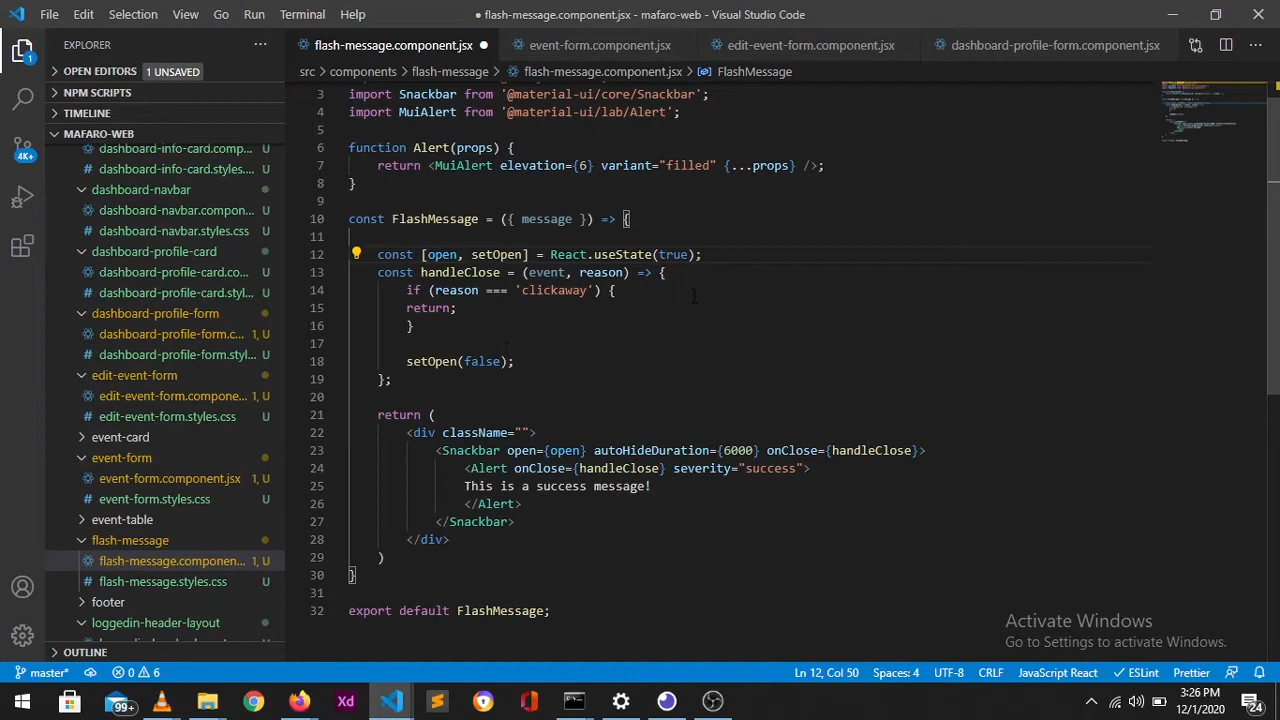 File Edit Selection View Go Run Terminal Help
● flash-message.component.jsx - mafaro-web - Visual Studio Code
EXPLORER
OPEN EDITORS 1 UNSAVED
NPM SCRIPTS
TIMELINE
MAFARO-WEB
dashboard-info-card.comp... U
dashboard-info-card.styles.... U
dashboard-navbar
dashboard-navbar.compon... U
dashboard-navbar.styles.css U
dashboard-profile-card
dashboard-profile-card.co... U
dashboard-profile-card.styl... U
dashboard-profile-form
dashboard-profile-form.c... 1, U
dashboard-profile-form.styl... U
edit-event-form
edit-event-form.compone... 1, U
edit-event-form.styles.css U
event-card
event-form
event-form.component.jsx 1, U
event-form.styles.css U
event-table
flash-message
flash-message.componen... 1, U
flash-message.styles.css U
footer
loggedin-header-layout
OUTLINE
1
4K+
flash-message.component.jsx ● event-form.component.jsx edit-event-form.component.jsx dashboard-profile-form.component.jsx
src > components > flash-message > flash-message.component.jsx > FlashMessage
3 import Snackbar from '@material-ui/core/Snackbar';
4 import MuiAlert from '@material-ui/lab/Alert';
5
6 function Alert(props) {
7 return <MuiAlert elevation={6} variant="filled" {...props} />;
8 }
9
10 const FlashMessage = ({ message }) => {
11
12 const [open, setOpen] = React.useState(true);
13 const handleClose = (event, reason) => {
14 if (reason === 'clickaway') {
15 return;
16 }
17
18 setOpen(false);
19 };
20
21 return (
22 <div className="">
23 <Snackbar open={open} autoHideDuration={6000} onClose={handleClose}>
24 <Alert onClose={handleClose} severity="success">
25 This is a success message!
26 </Alert>
27 </Snackbar>
28 </div>
29 )
30 }
31
32 export default FlashMessage;
Activate Windows
Go to Settings to activate Windows.
master* 0 6 Ln 12, Col 50 Spaces: 4 UTF-8 CRLF JavaScript React ESLint Prettier
99+ Xd 3:26 PM
12/1/2020 24